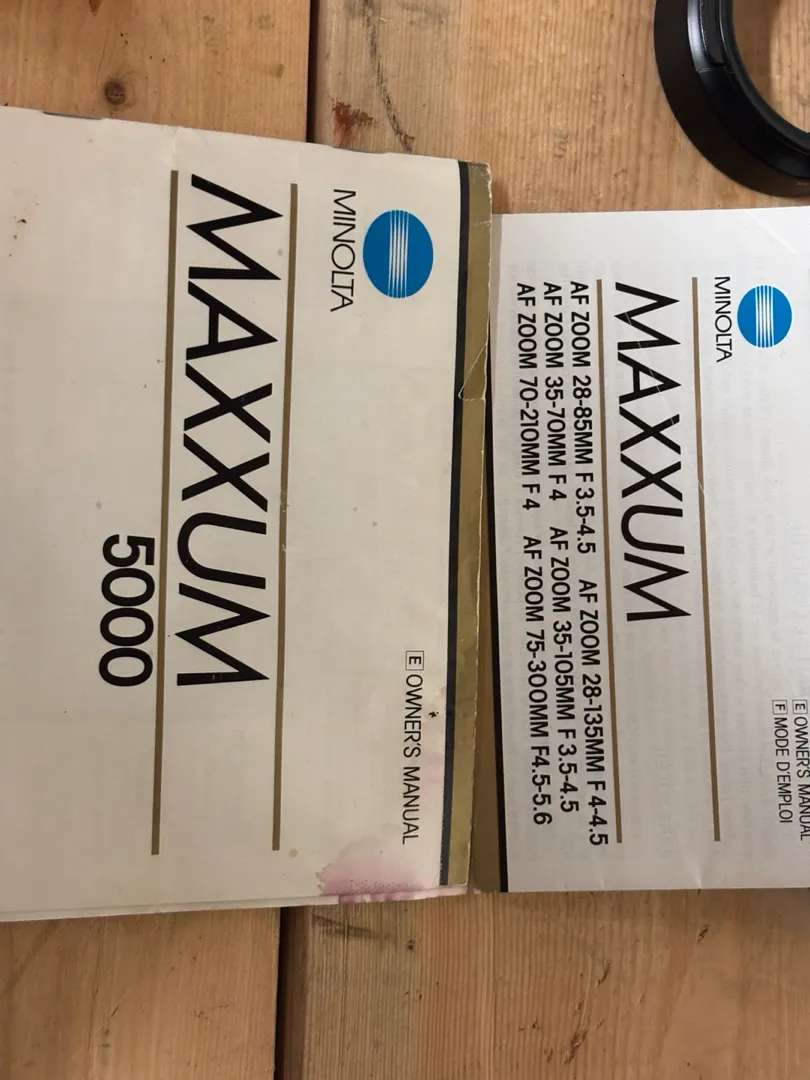 MINOLTA
E OWNER'S MANUAL
MAXXUM
5000
MINOLTA
E OWNER'S MANUAL
F MODE D'EMPLOI
MAXXUM
AF ZOOM 28-85MM F3.5-4.5 AF ZOOM 28-135MM F4-4.5
AF ZOOM 35-70MM F4 AF ZOOM 35-105MM F3.5-4.5
AF ZOOM 70-210MM F4 AF ZOOM 75-300MM F4.5-5.6